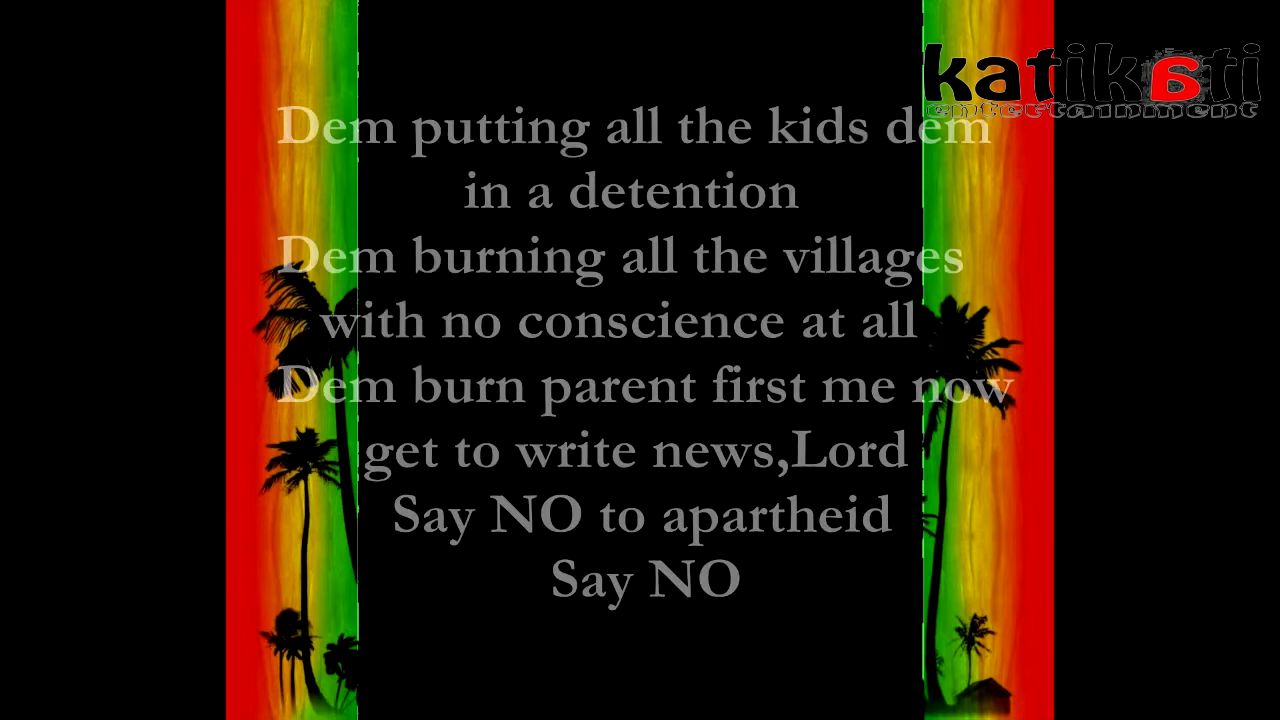 katikati
entertainment
Dem putting all the kids dem
in a detention
Dem burning all the villages
with no conscience at all
Dem burn parent first me now
get to write news,Lord
Say NO to apartheid
Say NO